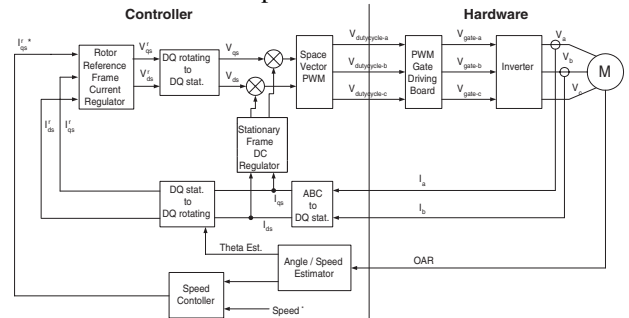 Controller
Hardware
I^r_qs *
V^r_qs
V^r_ds
Rotor
Reference
Frame
Current
Regulator
DQ rotating
to
DQ stat.
V_qs
V_ds
Space
Vector
PWM
V_dutycycle-a
V_dutycycle-b
V_dutycycle-c
PWM
Gate
Driving
Board
V_gate-a
V_gate-b
V_gate-c
Inverter
V_a
V_b
V_c
M
I^r_ds
I^r_qs
Stationary
Frame
DC
Regulator
DQ stat.
to
DQ rotating
I_qs
I_ds
ABC
to
DQ stat.
I_a
I_b
Theta Est.
Angle / Speed
Estimator
OAR
Speed
Contoller
Speed *